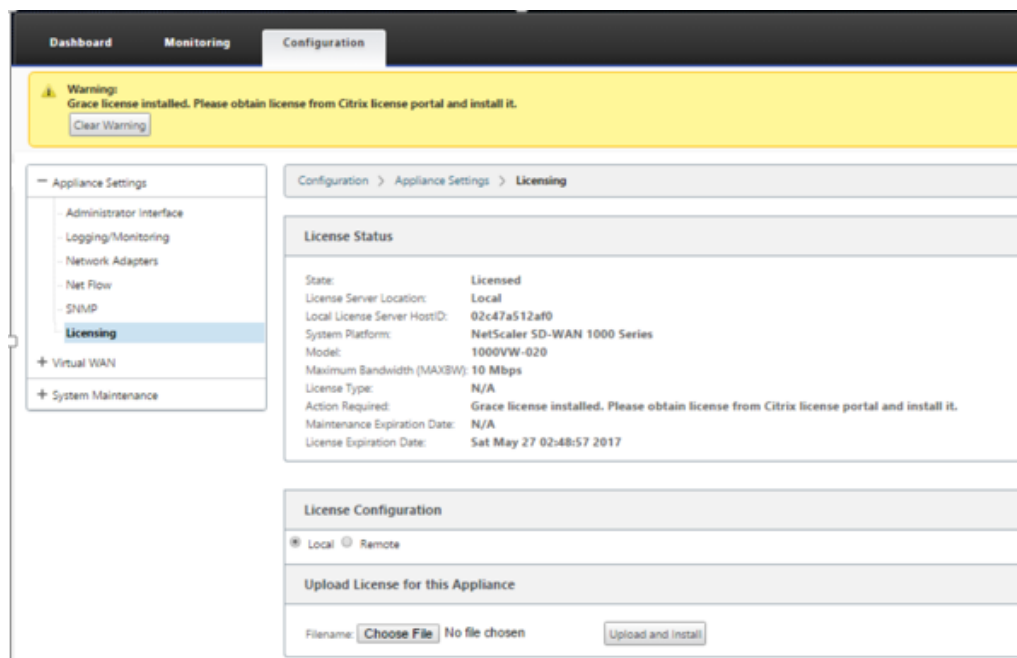 Dashboard Monitoring Configuration
Warning:
Grace license installed. Please obtain license from Citrix license portal and install it.
Clear Warning
Appliance Settings
Administrator Interface
Logging/Monitoring
Network Adapters
Net Flow
SNMP
Licensing
Virtual WAN
System Maintenance
Configuration > Appliance Settings > Licensing
License Status
State: Licensed
License Server Location: Local
Local License Server HostID: 02c47a512af0
System Platform: NetScaler SD-WAN 1000 Series
Model: 1000VW-020
Maximum Bandwidth (MAXBW): 10 Mbps
License Type: N/A
Action Required: Grace license installed. Please obtain license from Citrix license portal and install it.
Maintenance Expiration Date: N/A
License Expiration Date: Sat May 27 02:48:57 2017
License Configuration
Local Remote
Upload License for this Appliance
Filename: Choose File No file chosen Upload and Install